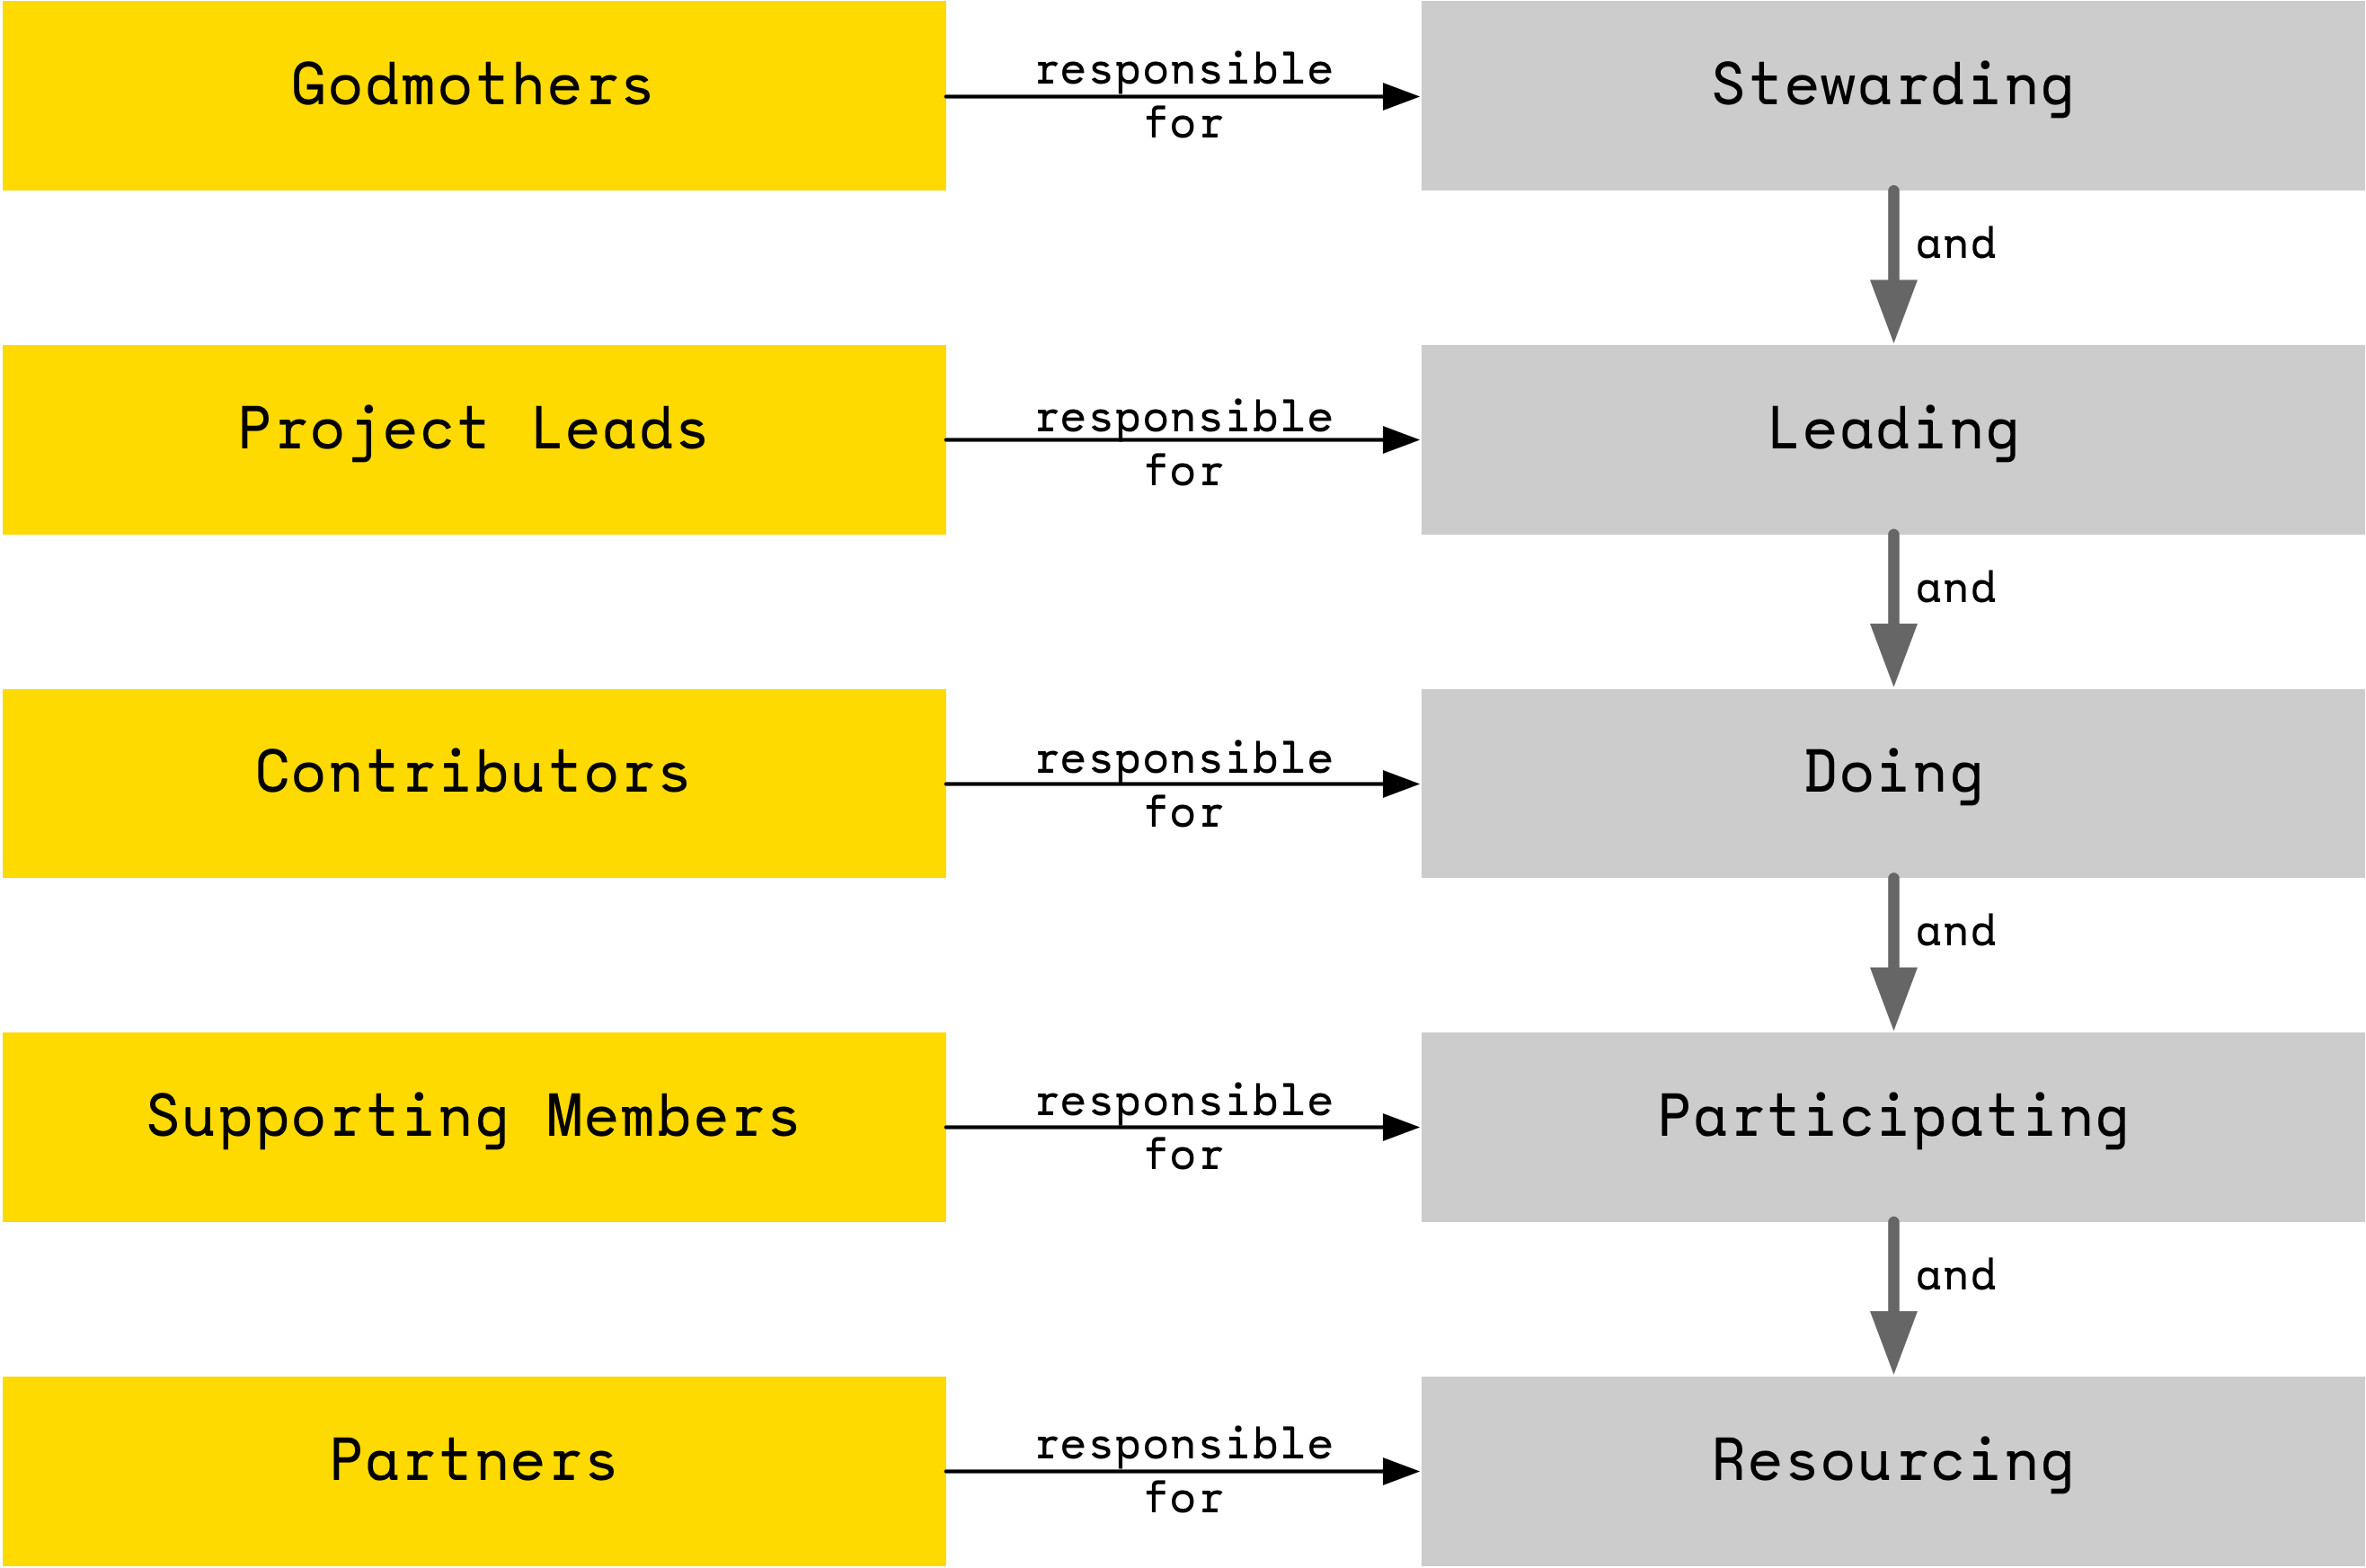 Godmothers
responsible
for
Stewarding
and
Project Leads
responsible
for
Leading
and
Contributors
responsible
for
Doing
and
Supporting Members
responsible
for
Participating
and
Partners
responsible
for
Resourcing